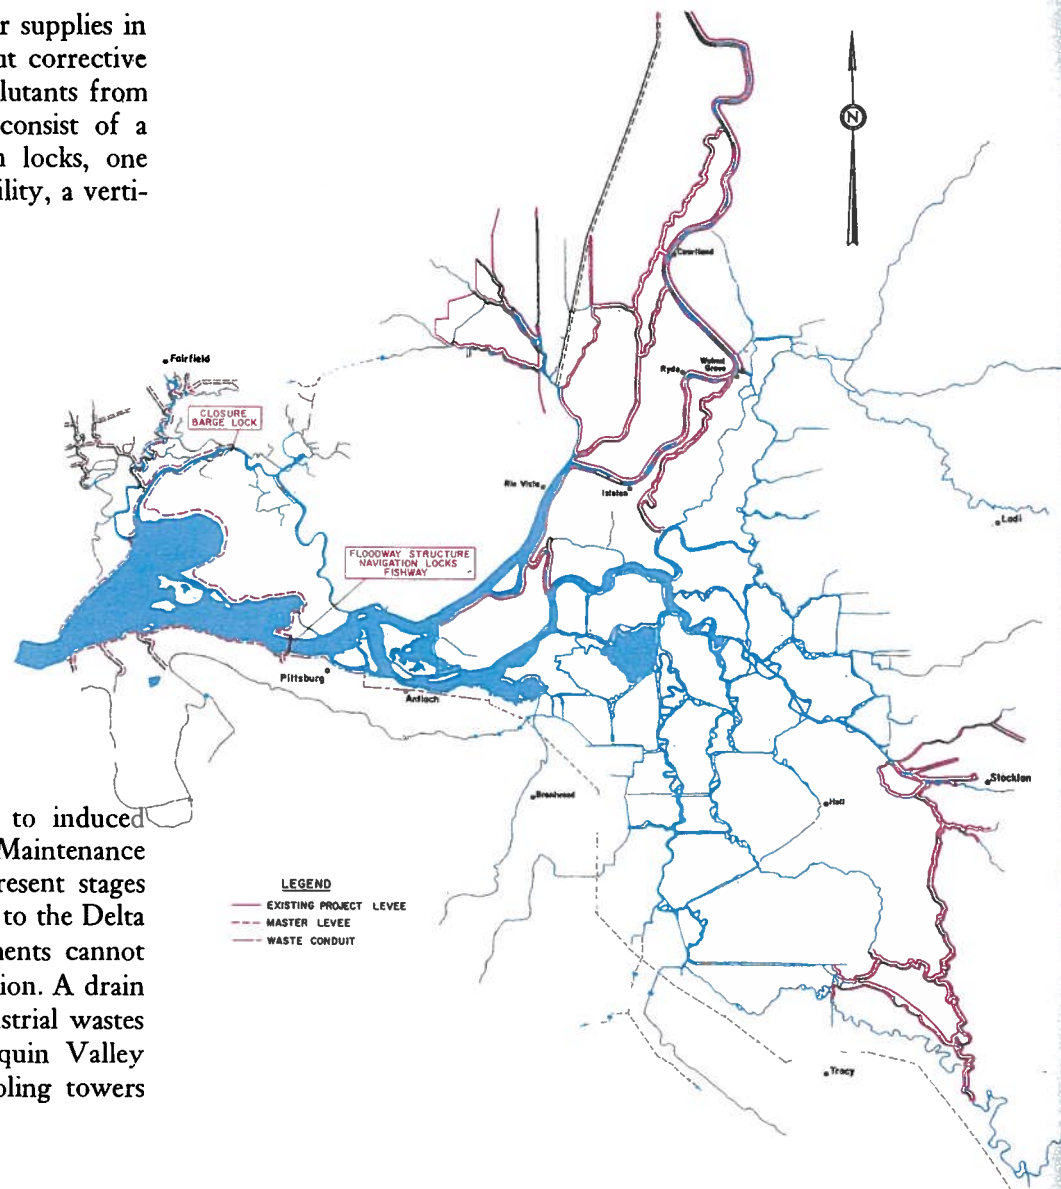 r supplies in
ut corrective
lutants from
consist of a
n locks, one
ility, a verti-
N
Courtland
Fairfield
Ryde
Walnut
Grove
CLOSURE
BARGE LOCK
Rio Vista
Isleton
Lodi
FLOODWAY STRUCTURE
NAVIGATION LOCKS
FISHWAY
Pittsburg
Antioch
Stockton
Brentwood
Holt
to induced
Maintenance
resent stages
to the Delta
nents cannot
ion. A drain
ustrial wastes
quin Valley
oling towers
LEGEND
EXISTING PROJECT LEVEE
MASTER LEVEE
WASTE CONDUIT
Tracy